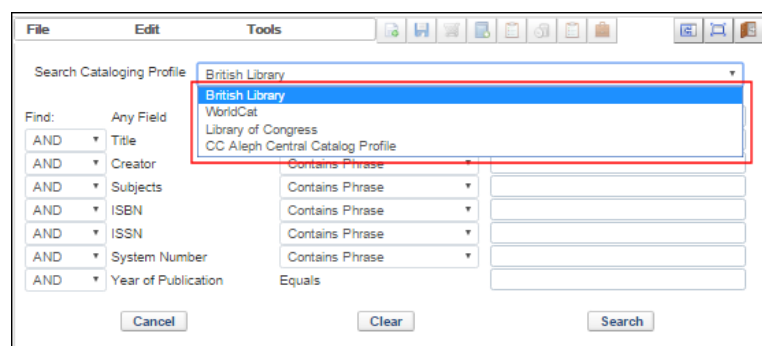 File Edit Tools
Search Cataloging Profile British Library
British Library
WorldCat
Library of Congress
CC Aleph Central Catalog Profile
Find: Any Field
AND Title
AND Creator Contains Phrase
AND Subjects Contains Phrase
AND ISBN Contains Phrase
AND ISSN Contains Phrase
AND System Number Contains Phrase
AND Year of Publication Equals
Cancel Clear Search